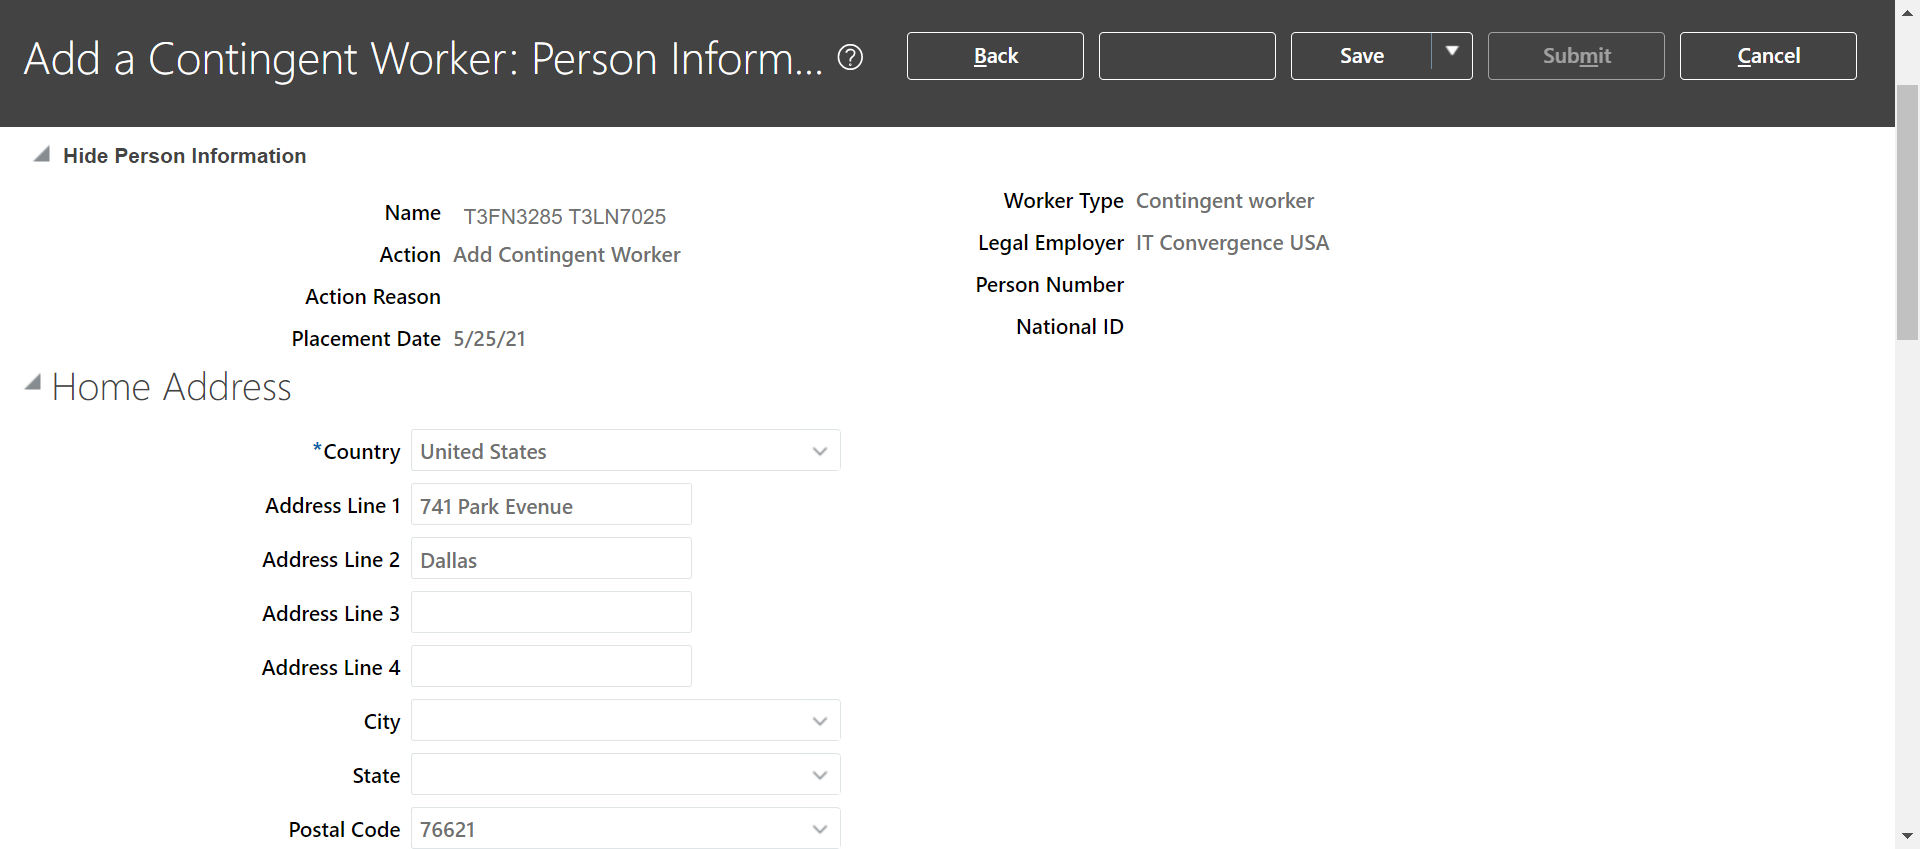 Add a Contingent Worker: Person Inform... ?
Back
Save
Submit
Cancel
Hide Person Information
Name T3FN3285 T3LN7025
Action Add Contingent Worker
Action Reason
Placement Date 5/25/21
Worker Type Contingent worker
Legal Employer IT Convergence USA
Person Number
National ID
Home Address
*Country United States
Address Line 1 741 Park Evenue
Address Line 2 Dallas
Address Line 3
Address Line 4
City
State
Postal Code 76621